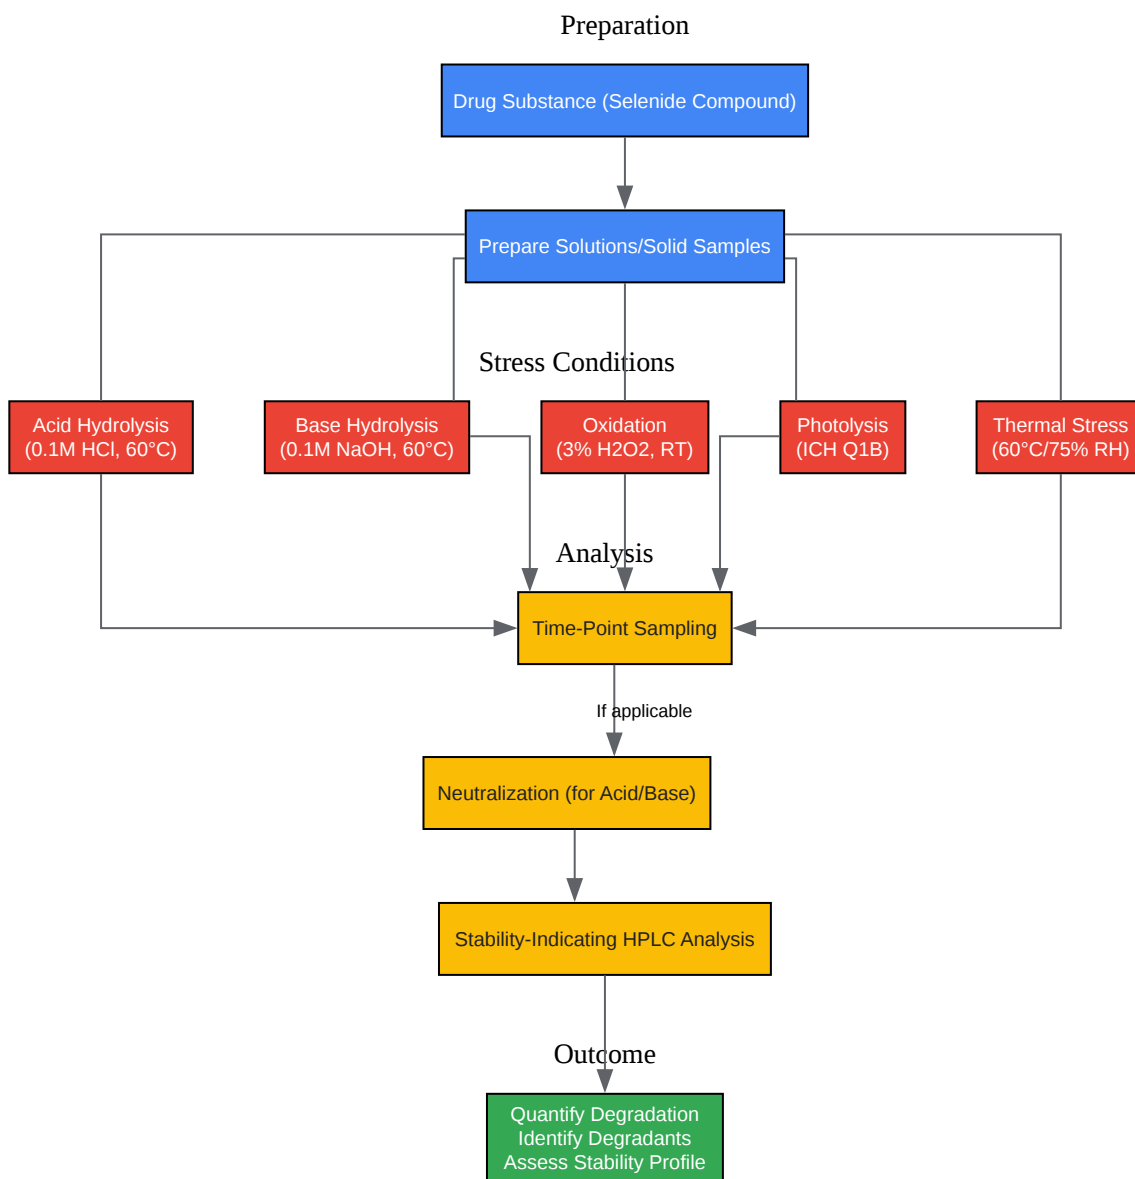 Preparation
Drug Substance (Selenide Compound)
Prepare Solutions/Solid Samples
Stress Conditions
Acid Hydrolysis
(0.1M HCl, 60°C)
Base Hydrolysis
(0.1M NaOH, 60°C)
Oxidation
(3% H2O2, RT)
Photolysis
(ICH Q1B)
Thermal Stress
(60°C/75% RH)
Analysis
Time-Point Sampling
If applicable
Neutralization (for Acid/Base)
Stability-Indicating HPLC Analysis
Outcome
Quantify Degradation
Identify Degradants
Assess Stability Profile